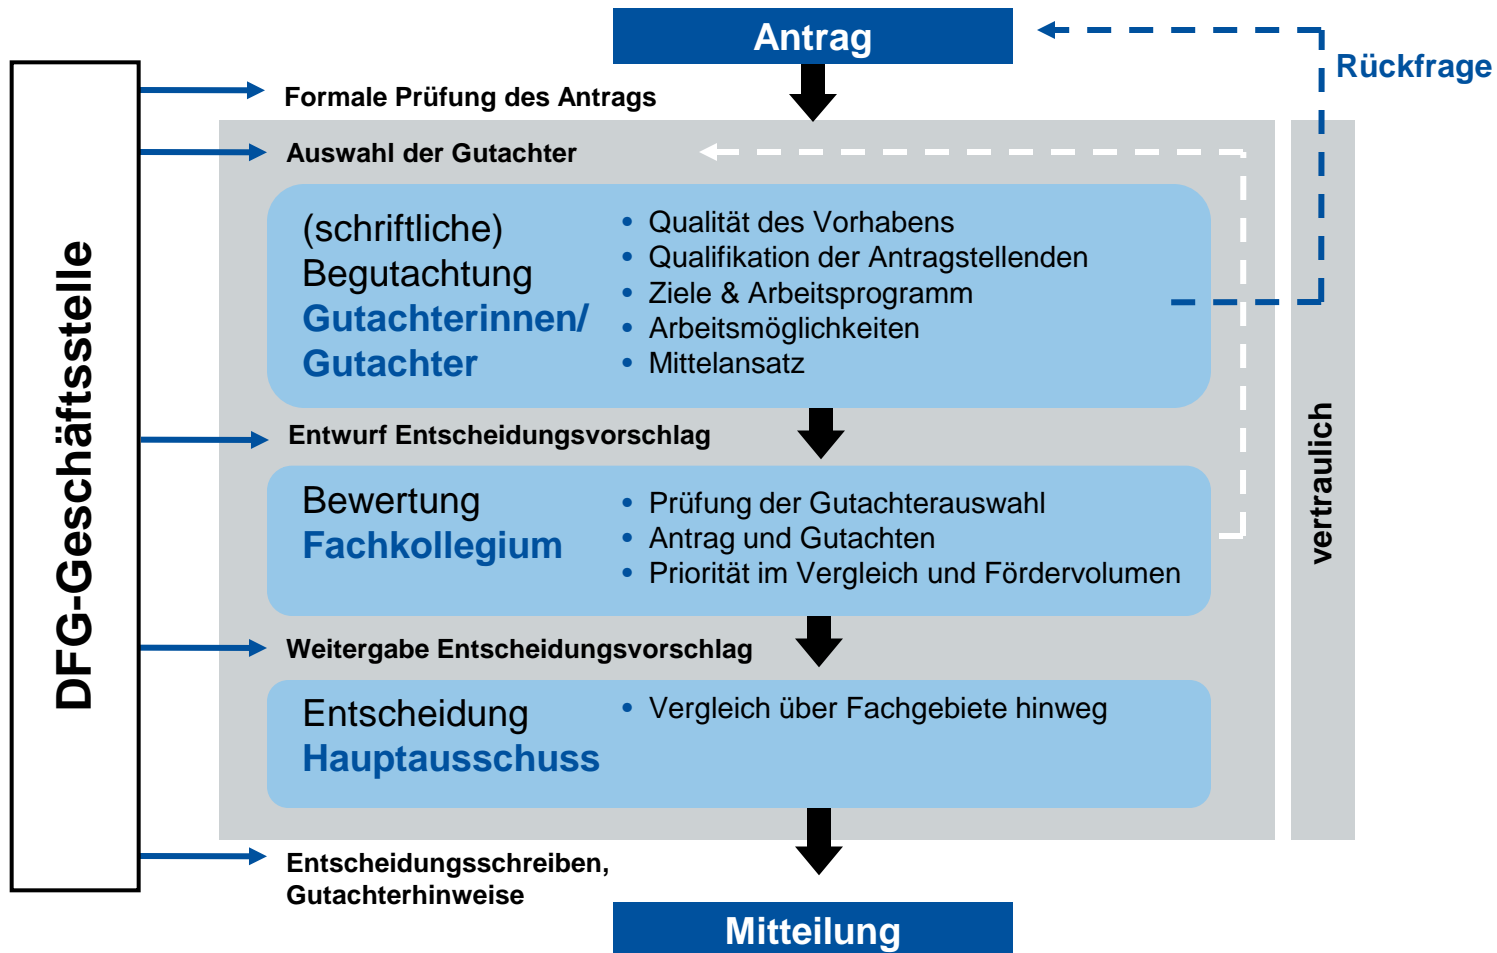 Antrag
Rückfrage
DFG-Geschäftsstelle
Formale Prüfung des Antrags
Auswahl der Gutachter
(schriftliche)
Begutachtung
Gutachterinnen/
Gutachter
• Qualität des Vorhabens
• Qualifikation der Antragstellenden
• Ziele & Arbeitsprogramm
• Arbeitsmöglichkeiten
• Mittelansatz
vertraulich
Entwurf Entscheidungsvorschlag
Bewertung
Fachkollegium
• Prüfung der Gutachterauswahl
• Antrag und Gutachten
• Priorität im Vergleich und Fördervolumen
Weitergabe Entscheidungsvorschlag
Entscheidung
Hauptausschuss
• Vergleich über Fachgebiete hinweg
Entscheidungsschreiben,
Gutachterhinweise
Mitteilung